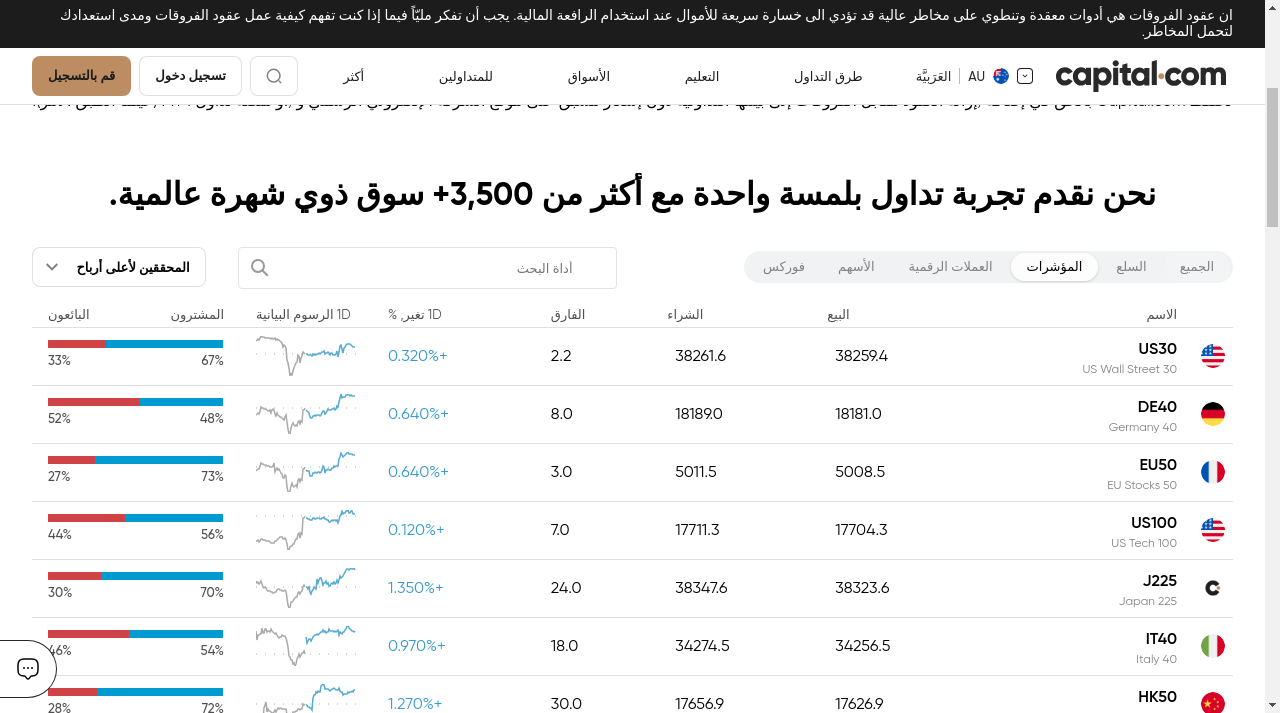 ان عقود الفروقات هي أدوات معقدة وتنطوي على مخاطر عالية قد تؤدي الى خسارة سريعة للأموال عند استخدام الرافعة المالية. يجب أن تفكر مليّاً فيما إذا كنت تفهم كيفية عمل عقود الفروقات ومدى استعدادك
لتحمل المخاطر.
capital.com
AU العَرَبِيَّة
طرق التداول
التعليم
الأسواق
للمتداولين
أكثر
تسجيل دخول
قم بالتسجيل
نحن نقدم تجربة تداول بلمسة واحدة مع أكثر من 3,500+ سوق ذوي شهرة عالمية.
الجميع السلع المؤشرات العملات الرقمية الأسهم فوركس
أداة البحث
المحققين لأعلى أرباح
الاسم البيع الشراء الفارق 1D تغير, % 1D الرسوم البيانية المشترون البائعون
US30 38259.4 38261.6 2.2 0.320%+
US Wall Street 30 67% 33%
DE40 18181.0 18189.0 8.0 0.640%+
Germany 40 48% 52%
EU50 5008.5 5011.5 3.0 0.640%+
EU Stocks 50 73% 27%
US100 17704.3 17711.3 7.0 0.120%+
US Tech 100 56% 44%
J225 38323.6 38347.6 24.0 1.350%+
Japan 225 70% 30%
IT40 34256.5 34274.5 18.0 0.970%+
Italy 40 54% 46%
HK50 17626.9 17656.9 30.0 1.270%+
72% 28%